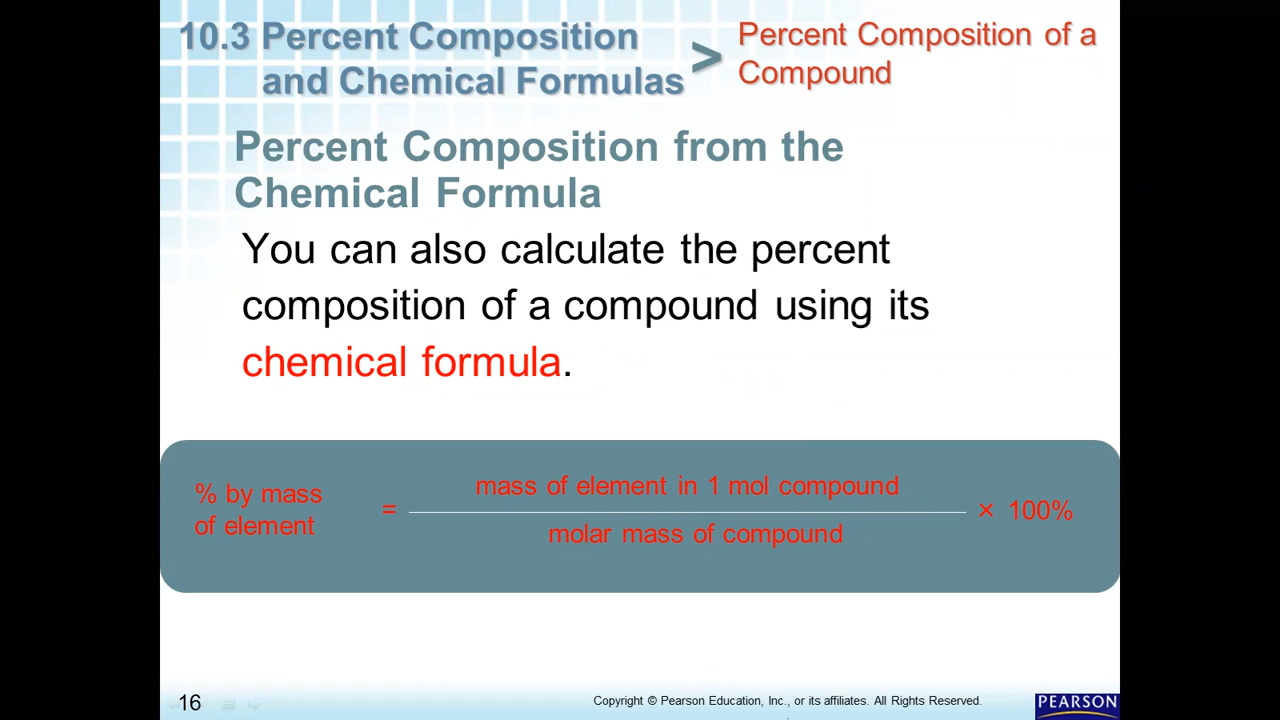 10.3 Percent Composition
and Chemical Formulas
>
Percent Composition of a
Compound
Percent Composition from the
Chemical Formula
You can also calculate the percent
composition of a compound using its
chemical formula.
% by mass
of element
=
mass of element in 1 mol compound
molar mass of compound
× 100%
16
Copyright © Pearson Education, Inc., or its affiliates. All Rights Reserved.
PEARSON